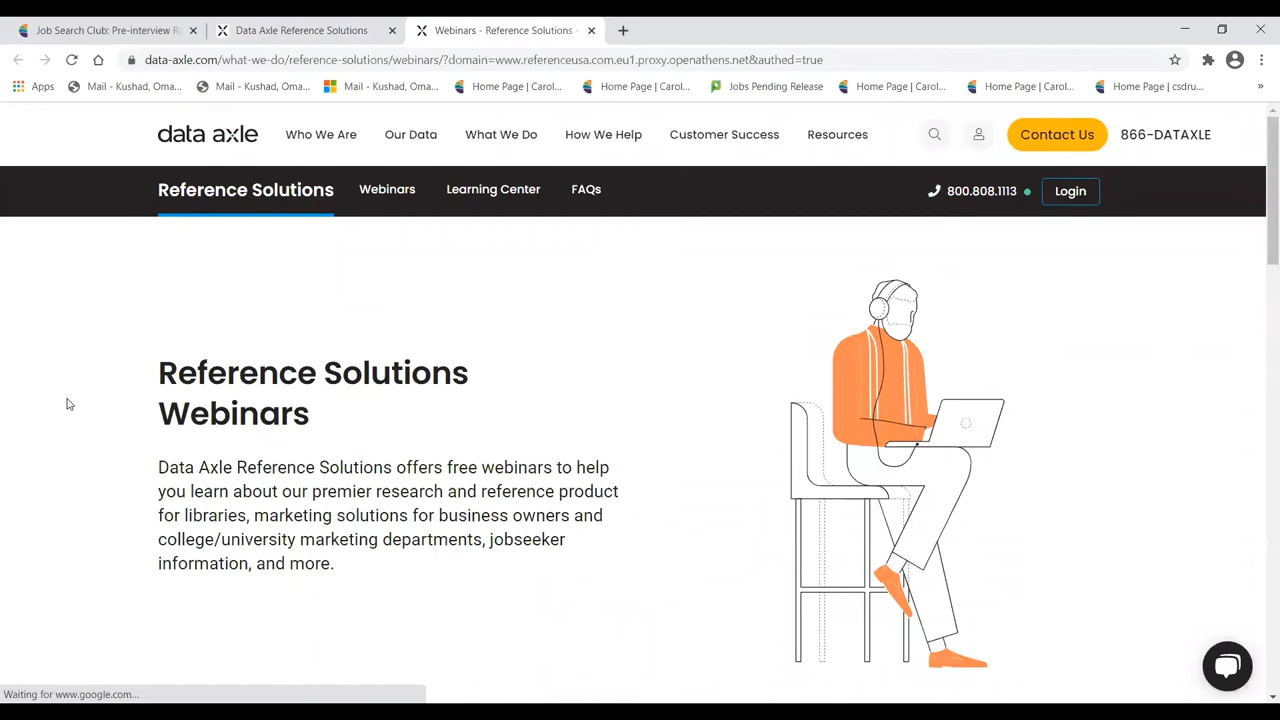 Job Search Club: Pre-interview R
Data Axle Reference Solutions
Webinars - Reference Solutions -
data-axle.com/what-we-do/reference-solutions/webinars/?domain=www.referenceusa.com.eu1.proxy.openathens.net&authed=true
Apps
Mail - Kushad, Oma...
Mail - Kushad, Oma...
Mail - Kushad, Oma...
Home Page | Carol...
Home Page | Carol...
Jobs Pending Release
Home Page | Carol...
Home Page | Carol...
Home Page | csdru...
data axle
Who We Are
Our Data
What We Do
How We Help
Customer Success
Resources
Contact Us
866-DATAXLE
Reference Solutions
Webinars
Learning Center
FAQs
800.808.1113
Login
Reference Solutions
Webinars
Data Axle Reference Solutions offers free webinars to help
you learn about our premier research and reference product
for libraries, marketing solutions for business owners and
college/university marketing departments, jobseeker
information, and more.
Waiting for www.google.com...